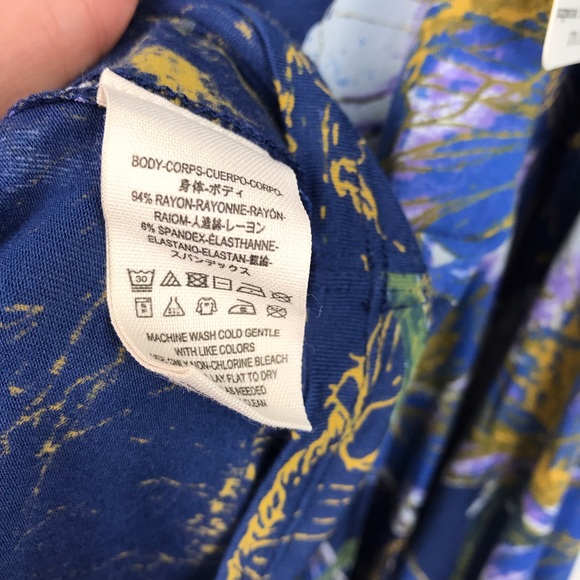 BODY-CORPS-CUERPO-CORPO-
身体-ボディ
94% RAYON-RAYONNE-RAYÓN-
RAIOM-人造絲-レーヨン
6% SPANDEX-ÉLASTHANNE-
ELASTANO-ELASTAN-
スパンデックス
30
MACHINE WASH COLD GENTLE
WITH LIKE COLORS
ONLY NON-CHLORINE BLEACH
LAY FLAT TO DRY
AS NEEDED
CLEAN